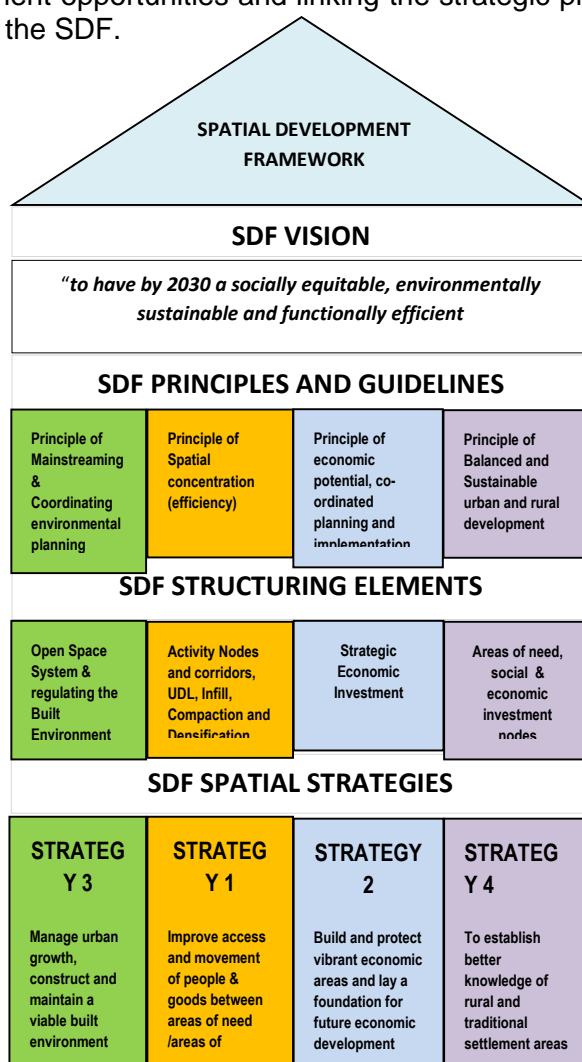 ent opportunities and linking the strategic pl
the SDF.
SPATIAL DEVELOPMENT
FRAMEWORK
SDF VISION
“to have by 2030 a socially equitable, environmentally
sustainable and functionally efficient
SDF PRINCIPLES AND GUIDELINES
Principle of
Mainstreaming
&
Coordinating
environmental
planning
Principle of
Spatial
concentration
(efficiency)
Principle of
economic
potential, co-
ordinated
planning and
implementation
Principle of
Balanced and
Sustainable
urban and rural
development
SDF STRUCTURING ELEMENTS
Open Space
System &
regulating the
Built
Environment
Activity Nodes
and corridors,
UDL, Infill,
Compaction and
Densification
Strategic
Economic
Investment
Areas of need,
social &
economic
investment
nodes
SDF SPATIAL STRATEGIES
STRATEG
Y 3
Manage urban
growth,
construct and
maintain a
viable built
environment
STRATEG
Y 1
Improve access
and movement
of people &
goods between
areas of need
/areas of
STRATEGY
2
Build and protect
vibrant economic
areas and lay a
foundation for
future economic
development
STRATEG
Y 4
To establish
better
knowledge of
rural and
traditional
settlement areas